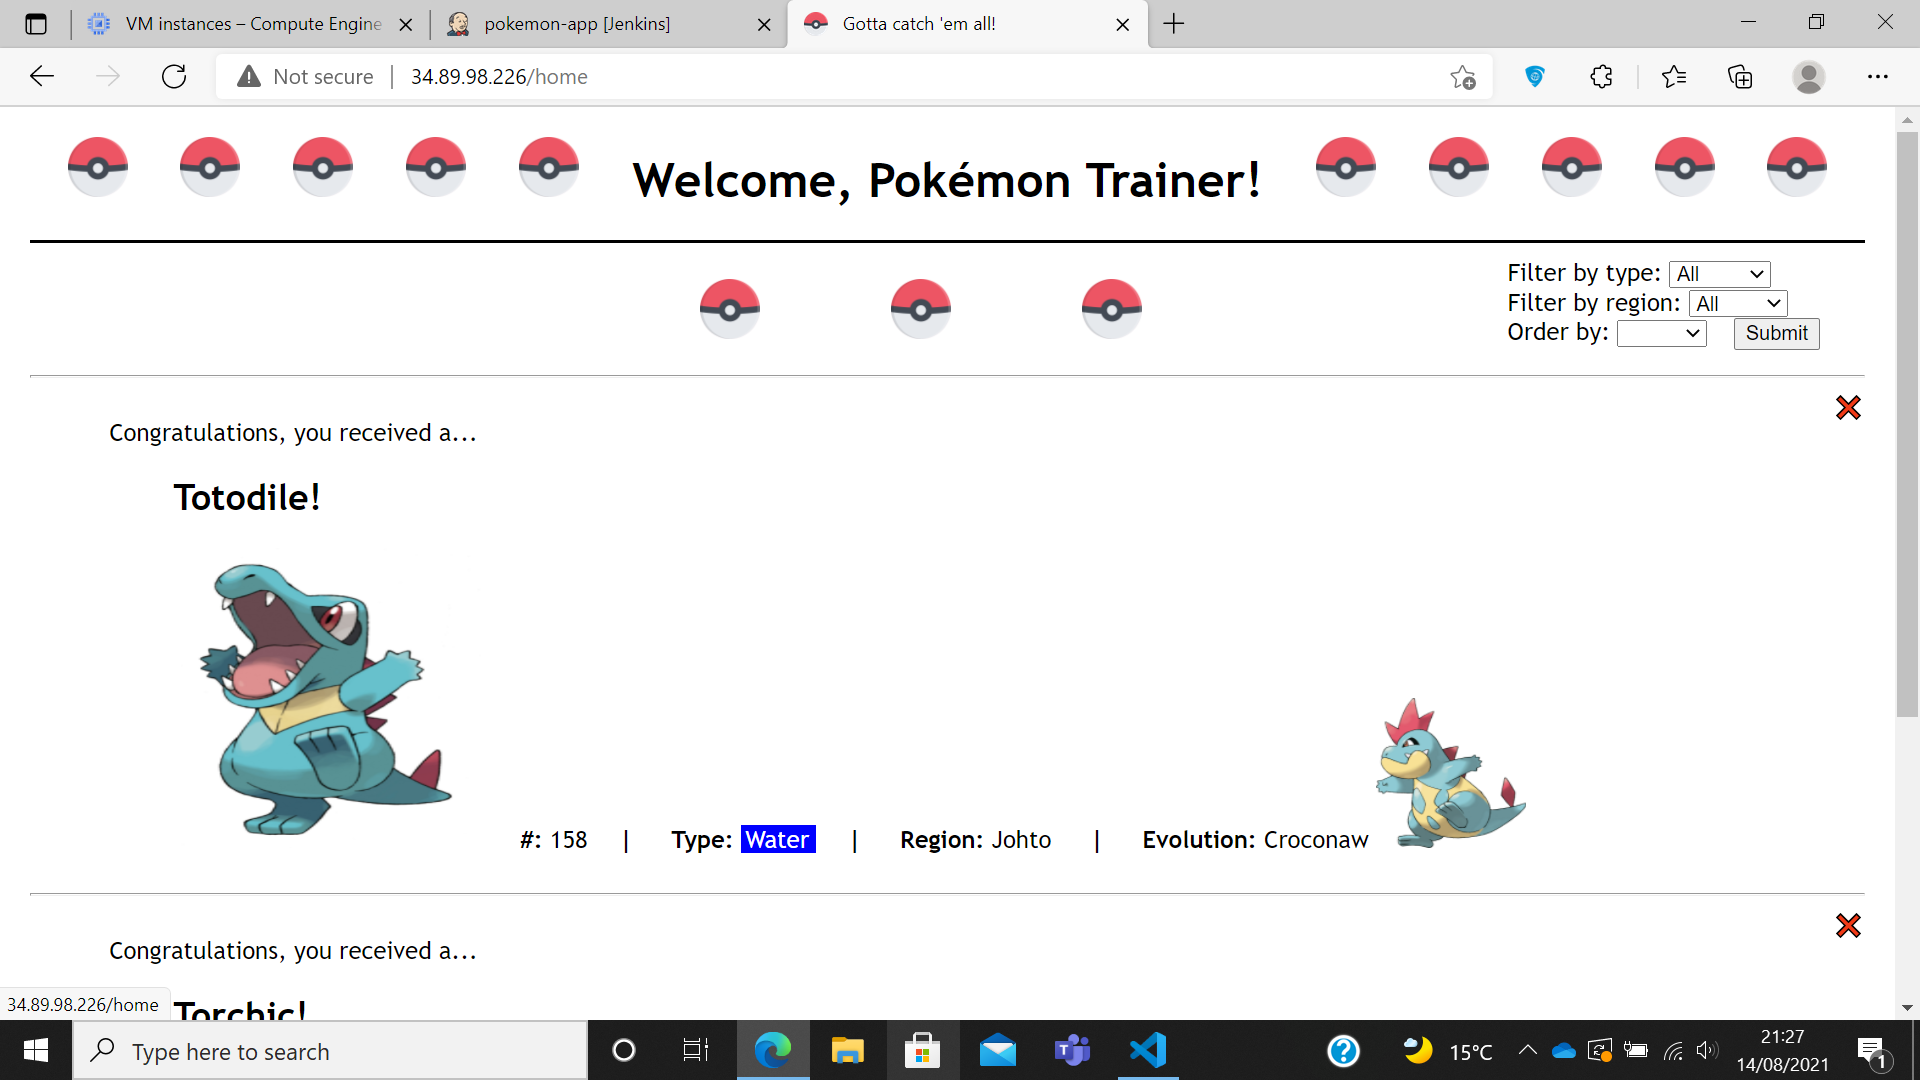 VM instances – Compute Engine
pokemon-app [Jenkins]
Gotta catch 'em all!
Not secure
34.89.98.226/home
Welcome, Pokémon Trainer!
Filter by type: All
Filter by region: All
Order by:
Submit
Congratulations, you received a...
Totodile!
#: 158 | Type: Water | Region: Johto | Evolution: Croconaw
Congratulations, you received a...
Torchic!
34.89.98.226/home
Type here to search
15°C
21:27
14/08/2021
1